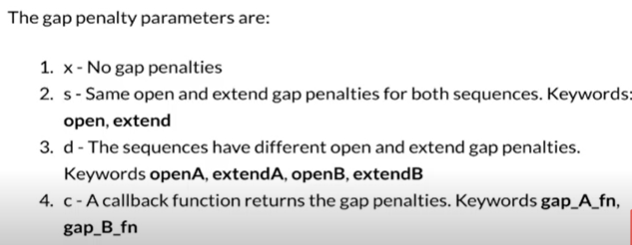 The gap penalty parameters are:
1. x - No gap penalties
2. s - Same open and extend gap penalties for both sequences. Keywords:
open, extend
3. d - The sequences have different open and extend gap penalties.
Keywords openA, extendA, openB, extendB
4. c - A callback function returns the gap penalties. Keywords gap_A_fn,
gap_B_fn